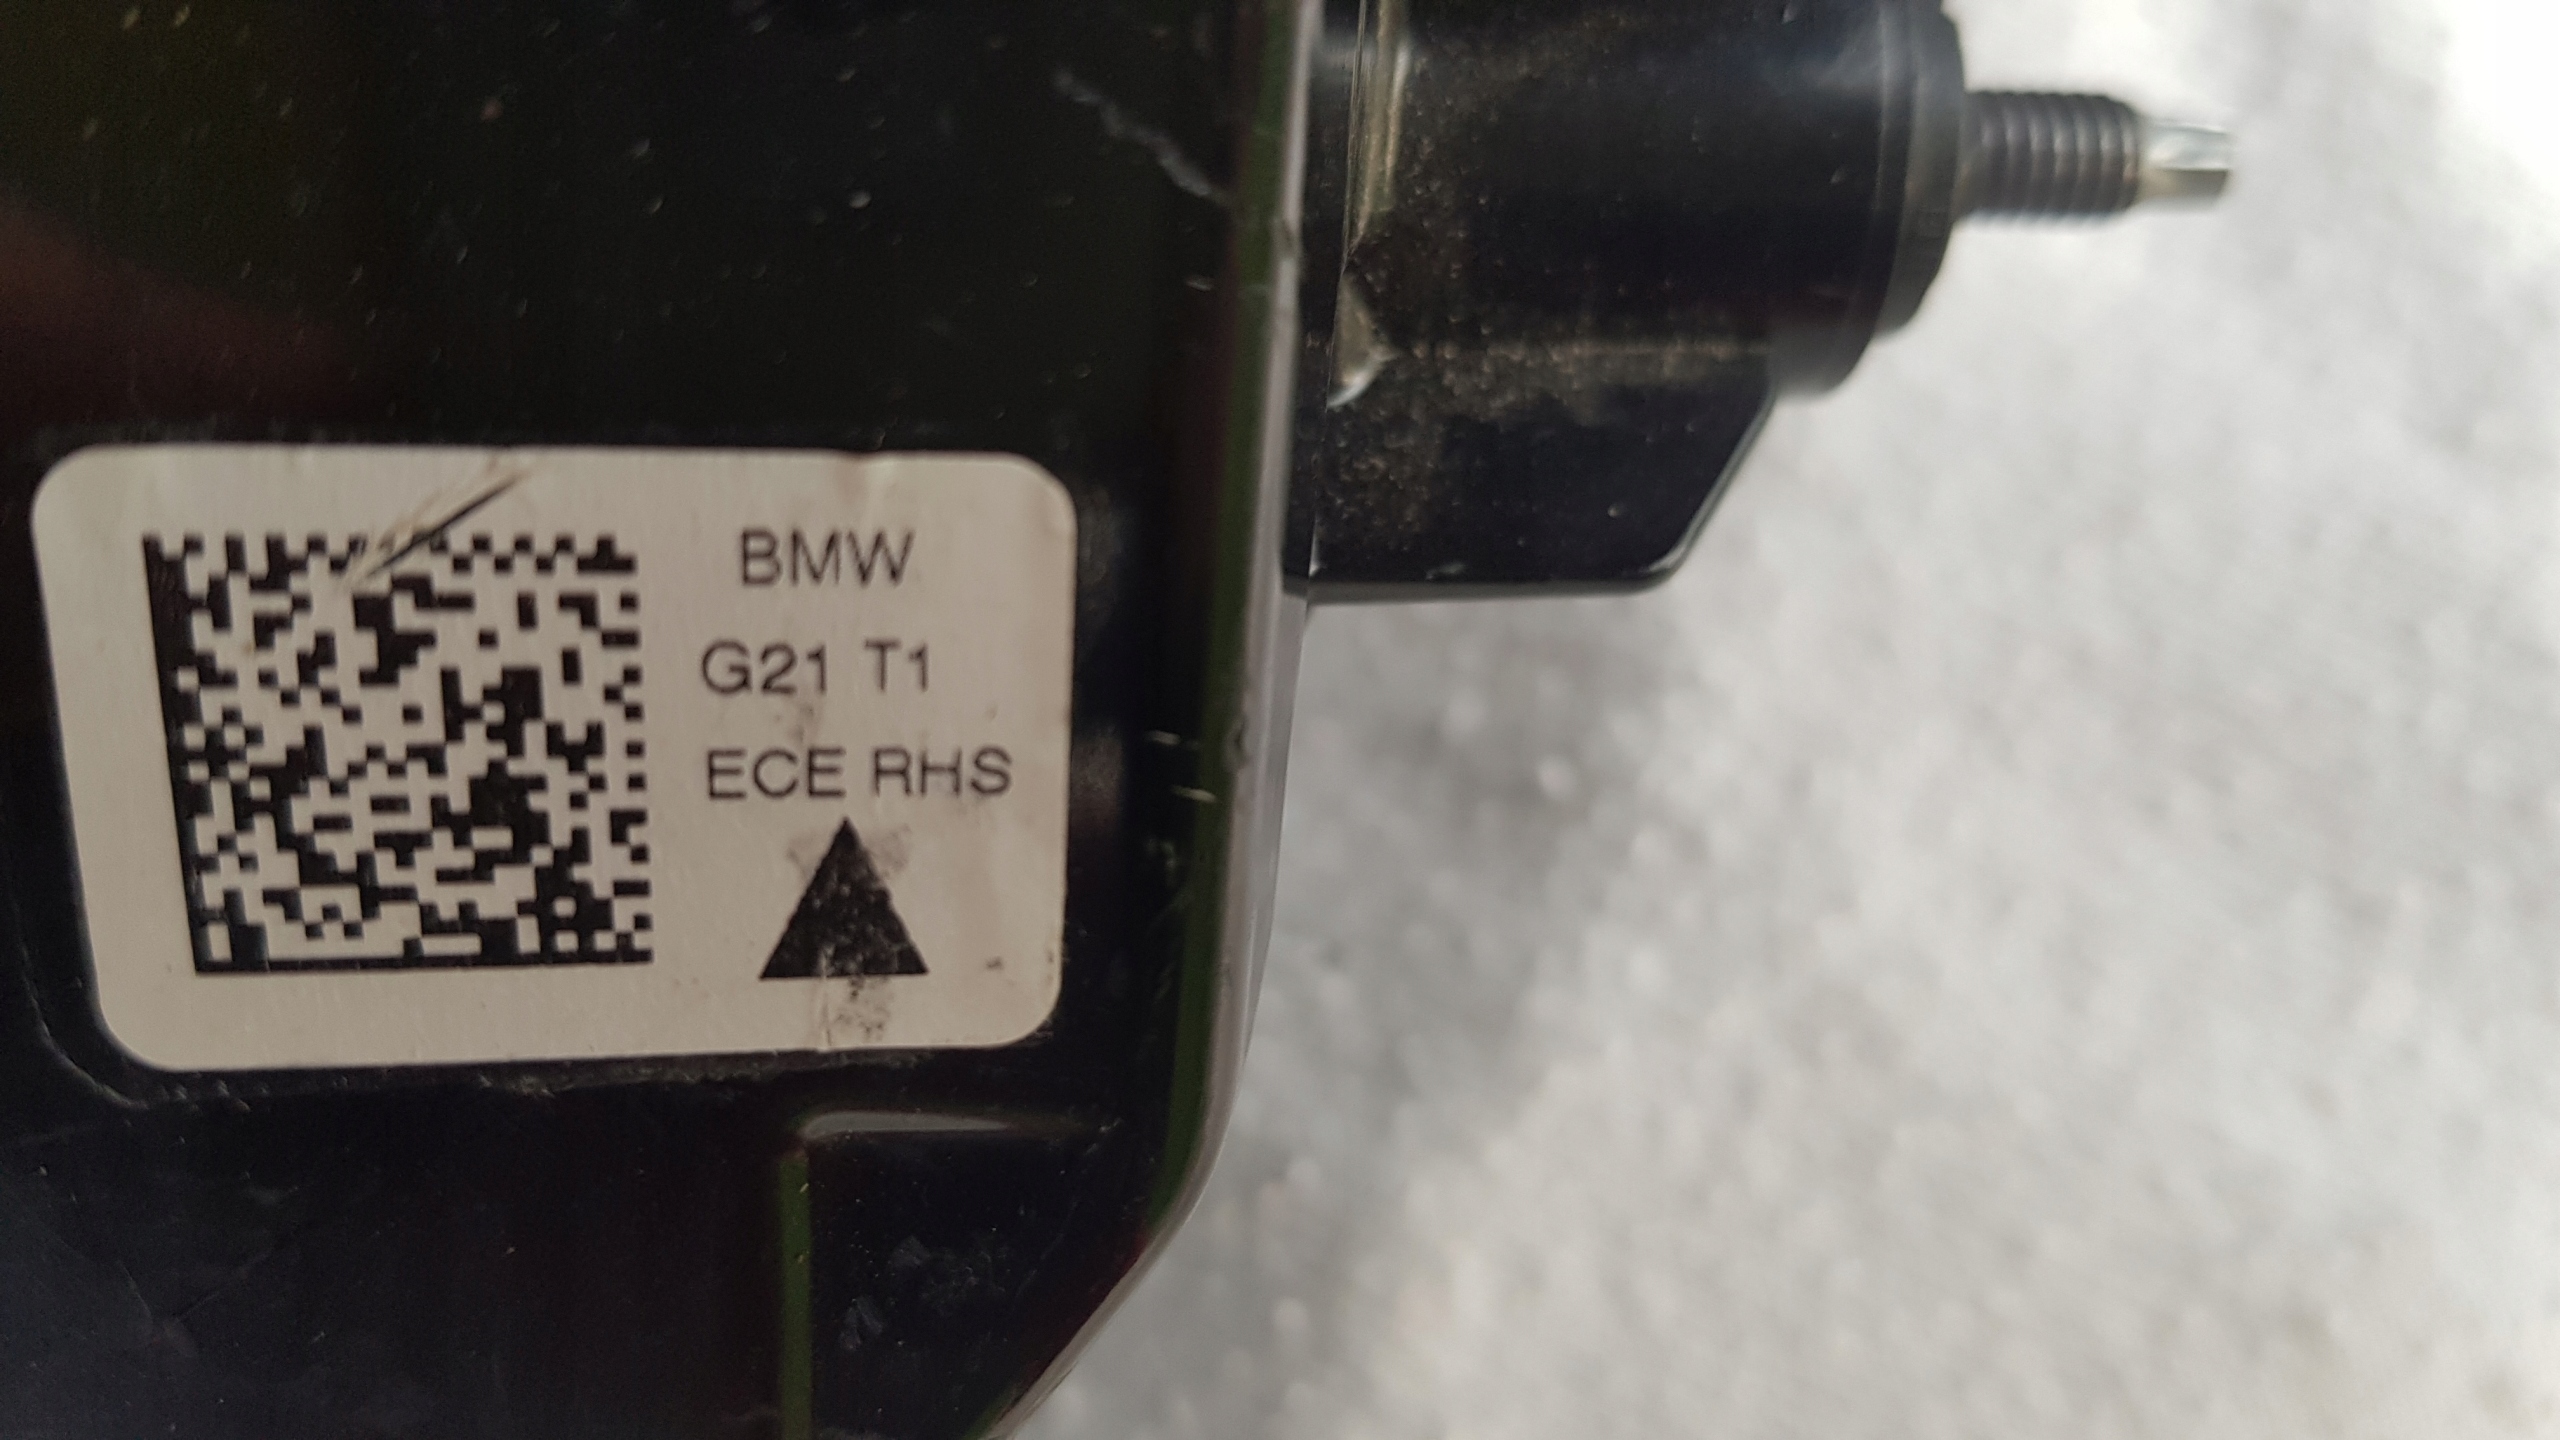 BMW
G21 T1
ECE RHS